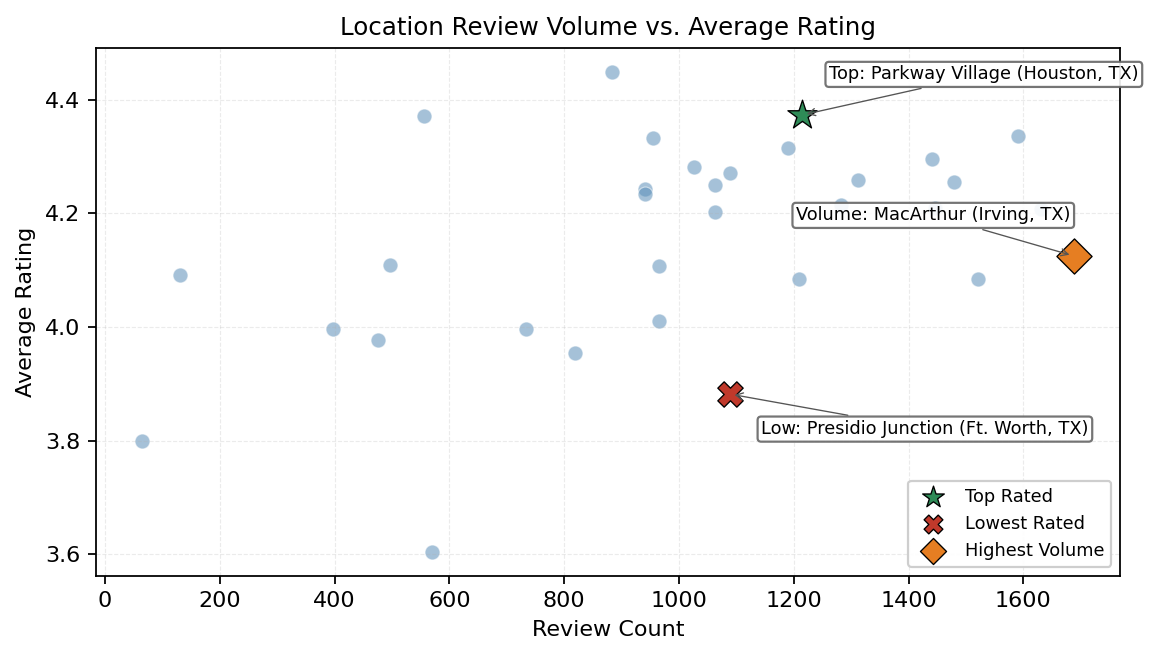 Location Review Volume vs. Average Rating
Top: Parkway Village (Houston, TX)
Volume: MacArthur (Irving, TX)
Low: Presidio Junction (Ft. Worth, TX)
Average Rating
4.4
4.2
4.0
3.8
3.6
Top Rated
Lowest Rated
Highest Volume
0 200 400 600 800 1000 1200 1400 1600
Review Count